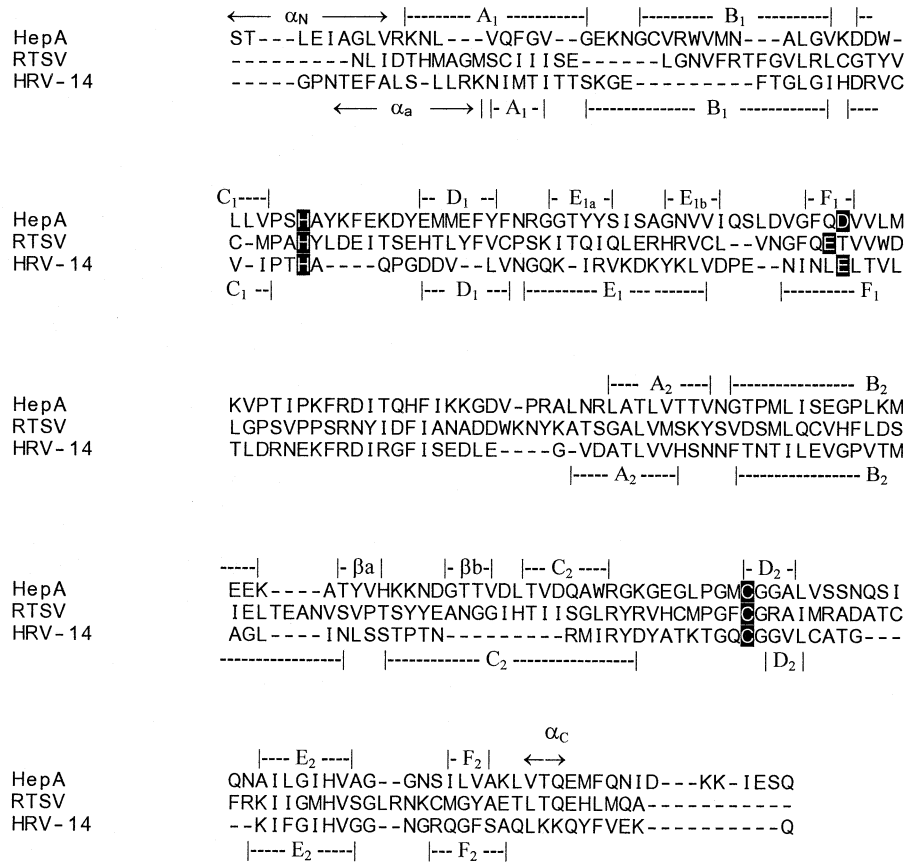 ←--- αN ------→ |--------- A1 ---------| |---------- B1 ----------| |--
HepA ST---LEIAGLVRKNL---VQFGV---GEKNGCVRWVMN---ALGVKDDW-
RTSV ---------NLIDTHMAGMSCIIISE------LGNVFRTFGVLRLCGTYV
HRV-14 -----GPNTEFALS-LLRKNIMTITTSKGE-------FTGLGIHDRVC
←--- αa ---→ ||- A1 -| |------------- B1 -------------| |----
C1----| |--- D1 ---| |-- E1a --| |-- E1b --| |- F1 -|
HepA LLVPSHAYKFEKDYEMMEFYFNRGGTYYSISAGNVVIQSLDVGFQDVVLM
RTSV C-MPAHYLDEITSEHTLYFVCPSKITQIQLERHRVCL--VNGFQETVVWD
HRV-14 V-IPTHA----QPGDDV--LVNGQK-IRVKDKYKLVDPE--NINLELTVL
C1 --| |---- D1 ---| |--------- E1 --- -------| |--------- F1
|---- A2 ----| |-------------- B2
HepA KVPTIPKFRDITQHFIKKGDV-PRALNRLATLVTTVNGTPMLISEGPLKM
RTSV LGPSVPPSRNYIDFIANADDWKNYKATSGALVMSKYSVDSMLQCVHFLDS
HRV-14 TLDRNEKFRDIRGFISEDLE----G-VDATLVVHSNNFTNTILEVGPVTM
|----- A2 -----| |-------------- B2
-----| |- βa -| |- βb -| |---- C2 ----| |- D2 -|
HepA EEK----ATYVHKKNDGTTVDLTVDQAWRGKGEGLPGMCGGALVSSNQSI
RTSV IELTEANVSVPTSYYEANGGIHTIISGLRYRVHCMPGFCGRAIMRADATC
HRV-14 AGL----INLSSTPTN---------RMIRYDYATKTGQCGGVLCATG---
---------------| |------------ C2 --------------| | D2 |
|---- E2 ----| |- F2 -| αC ←--→
HepA QNAILGIHVAG--GNSILVAKLVTQEMFQNID---KK-IESQ
RTSV FRKIIGMHVSGLRNKCMGYAETLTQEHLMQA-----------
HRV-14 --KIFGIHVGG--NGRQGFSAQLKKQYFVEK----------Q
|----- E2 -----| |--- F2 ---|